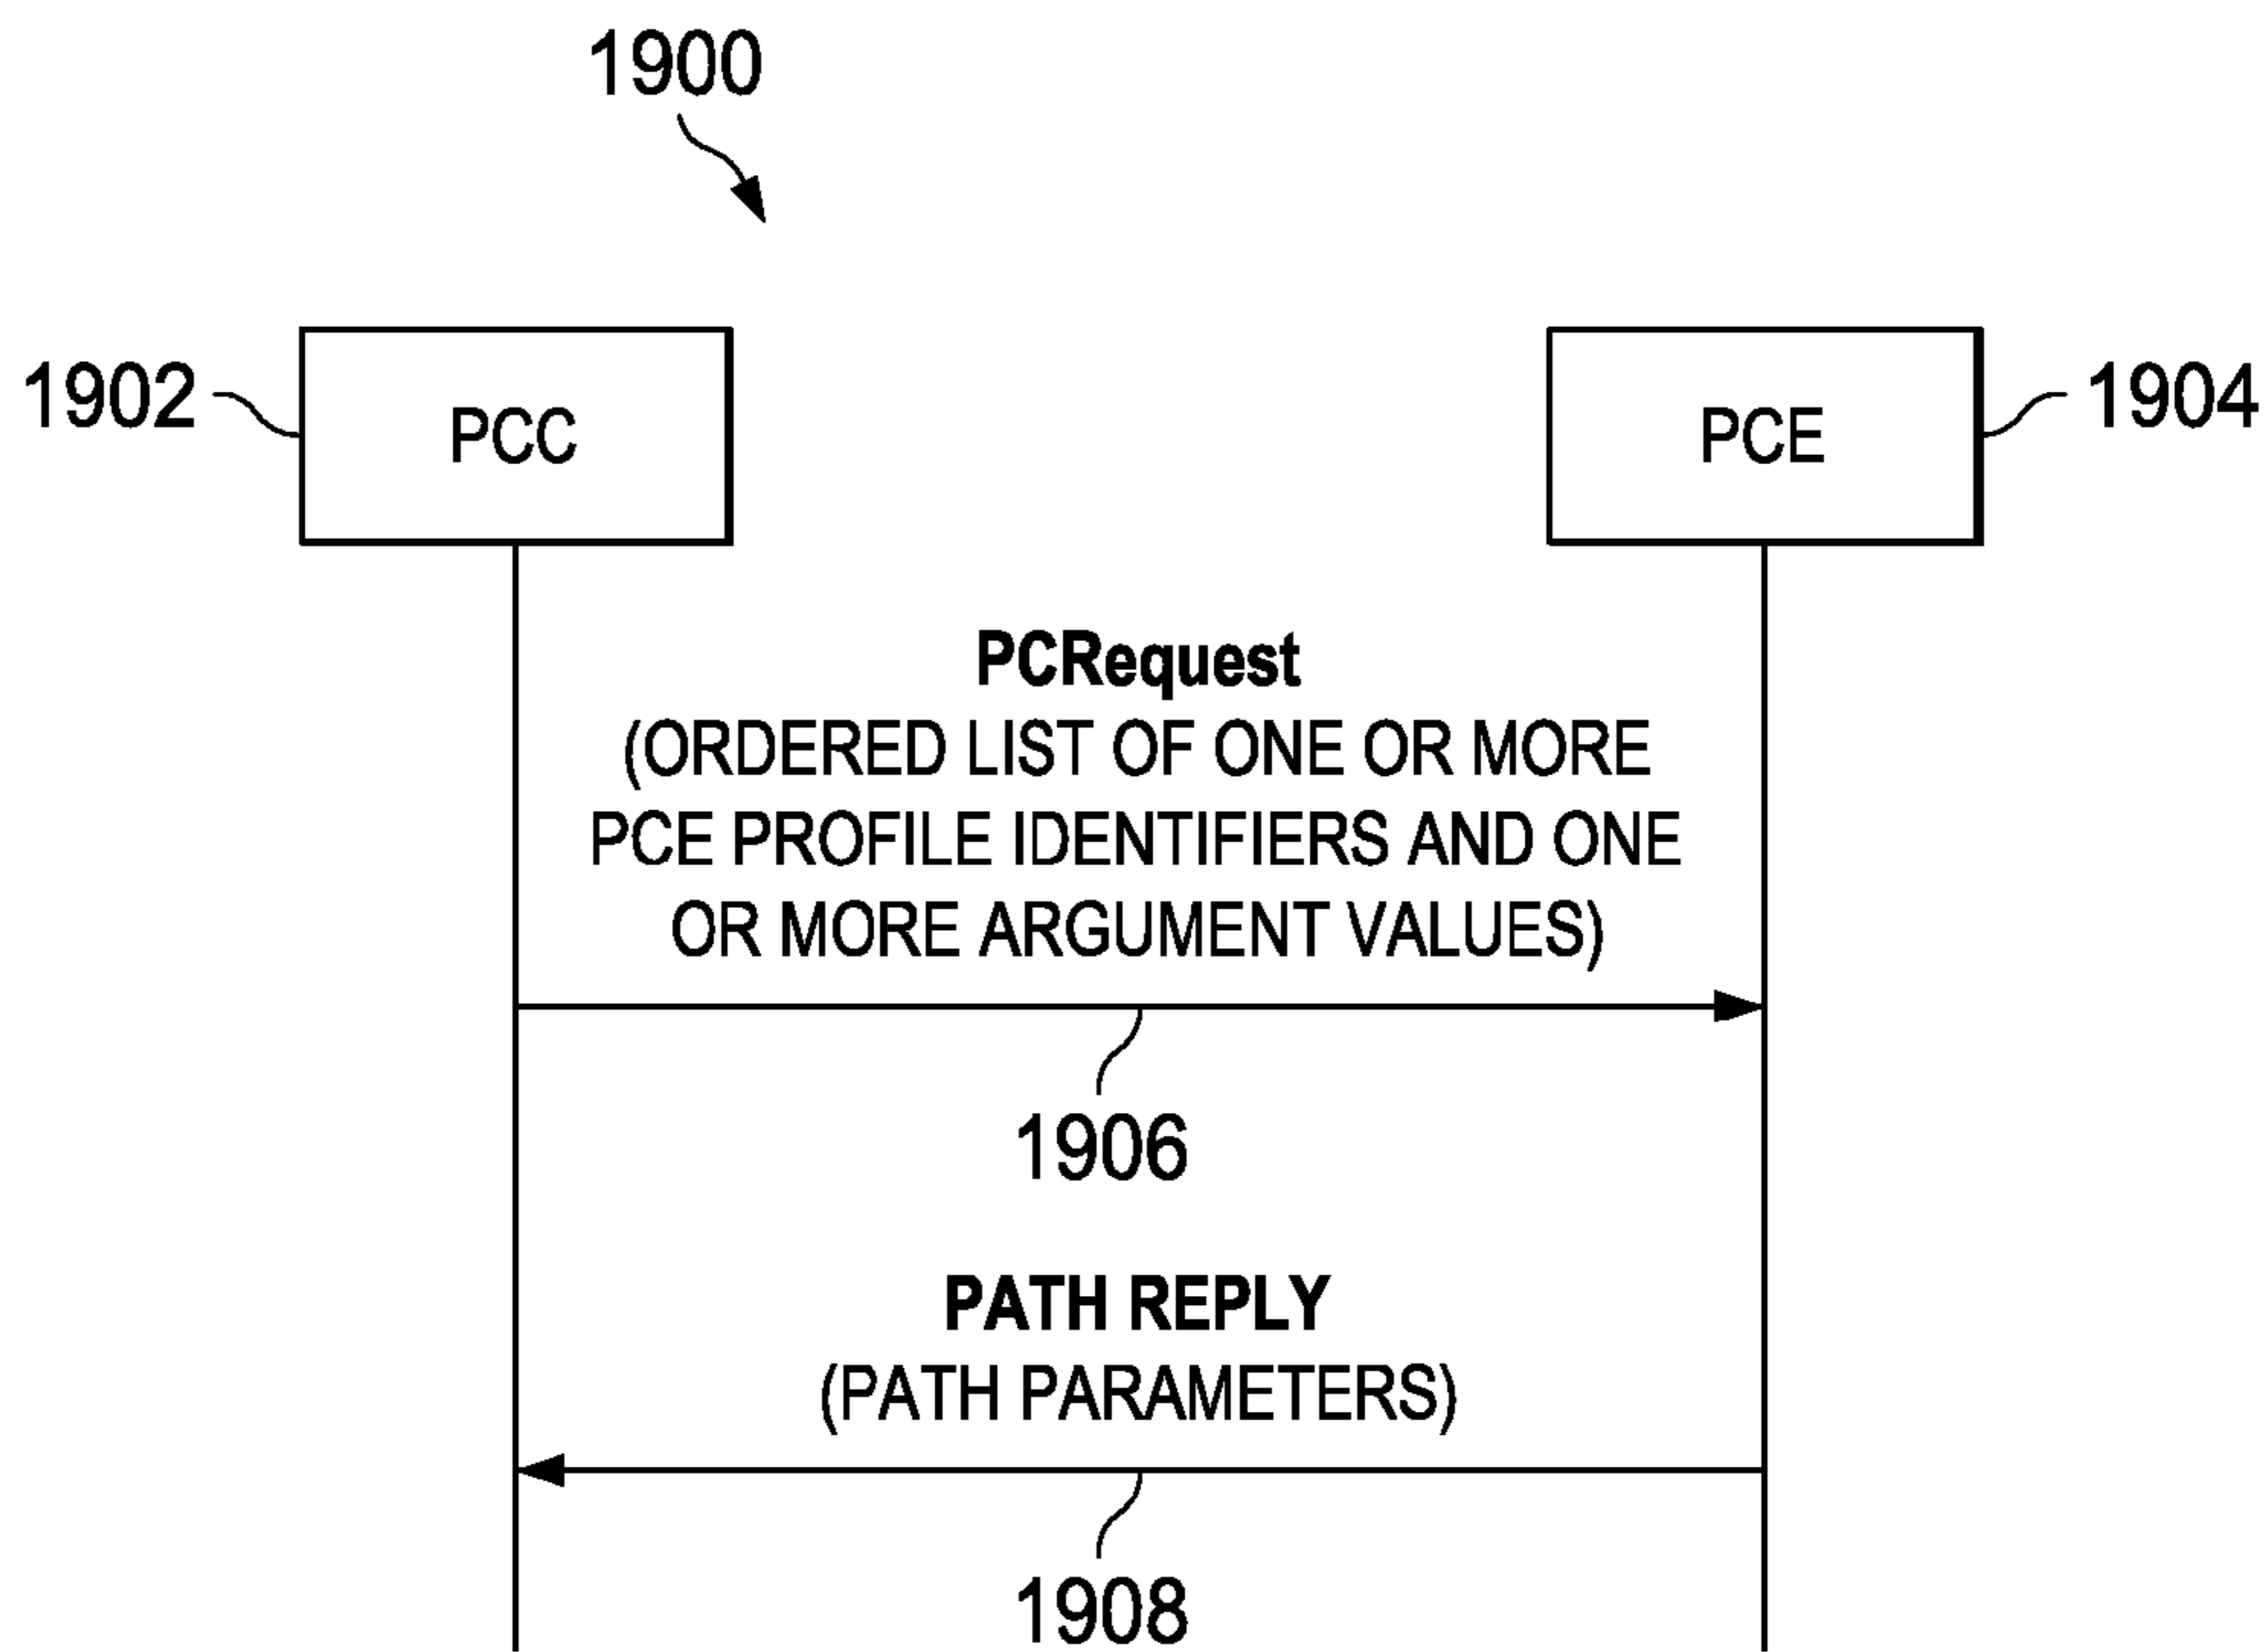 1900
1902
PCC
PCE
1904
PCRequest
(ORDERED LIST OF ONE OR MORE
PCE PROFILE IDENTIFIERS AND ONE
OR MORE ARGUMENT VALUES)
1906
PATH REPLY
(PATH PARAMETERS)
1908